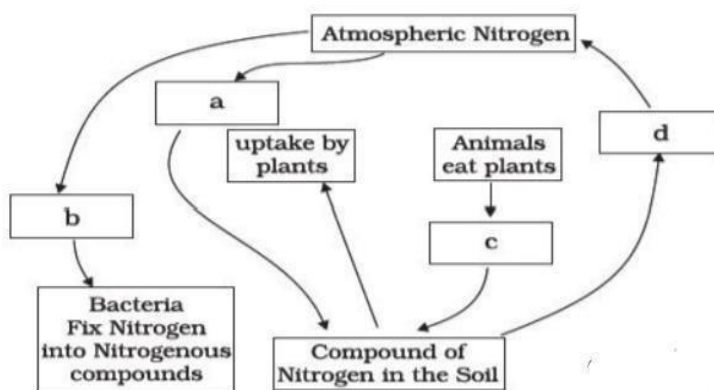 Atmospheric Nitrogen
a
uptake by
plants
Animals
eat plants
d
b
c
Bacteria
Fix Nitrogen
into Nitrogenous
compounds
Compound of
Nitrogen in the Soil